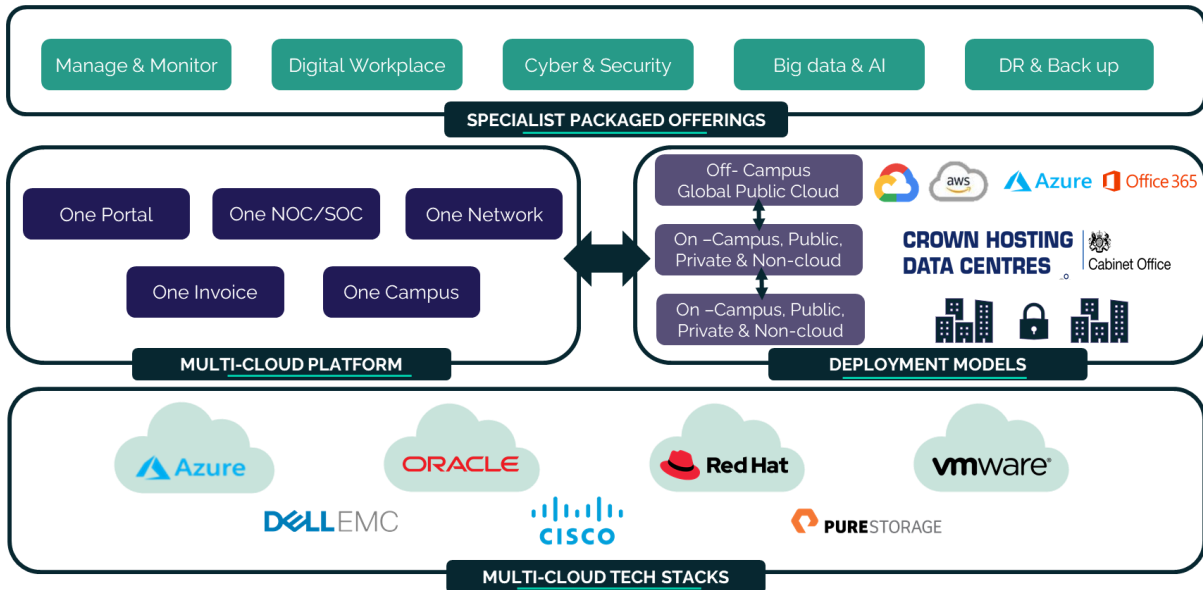 Manage & Monitor
Digital Workplace
Cyber & Security
Big data & AI
DR & Back up
SPECIALIST PACKAGED OFFERINGS
One Portal
One NOC/SOC
One Network
One Invoice
One Campus
MULTI-CLOUD PLATFORM
Off- Campus
Global Public Cloud
aws
Azure
Office 365
On –Campus, Public,
Private & Non-cloud
CROWN HOSTING
DATA CENTRES
Cabinet Office
On –Campus, Public,
Private & Non-cloud
DEPLOYMENT MODELS
Azure
ORACLE
Red Hat
vmware®
DELL EMC
CISCO
PURESTORAGE
MULTI-CLOUD TECH STACKS